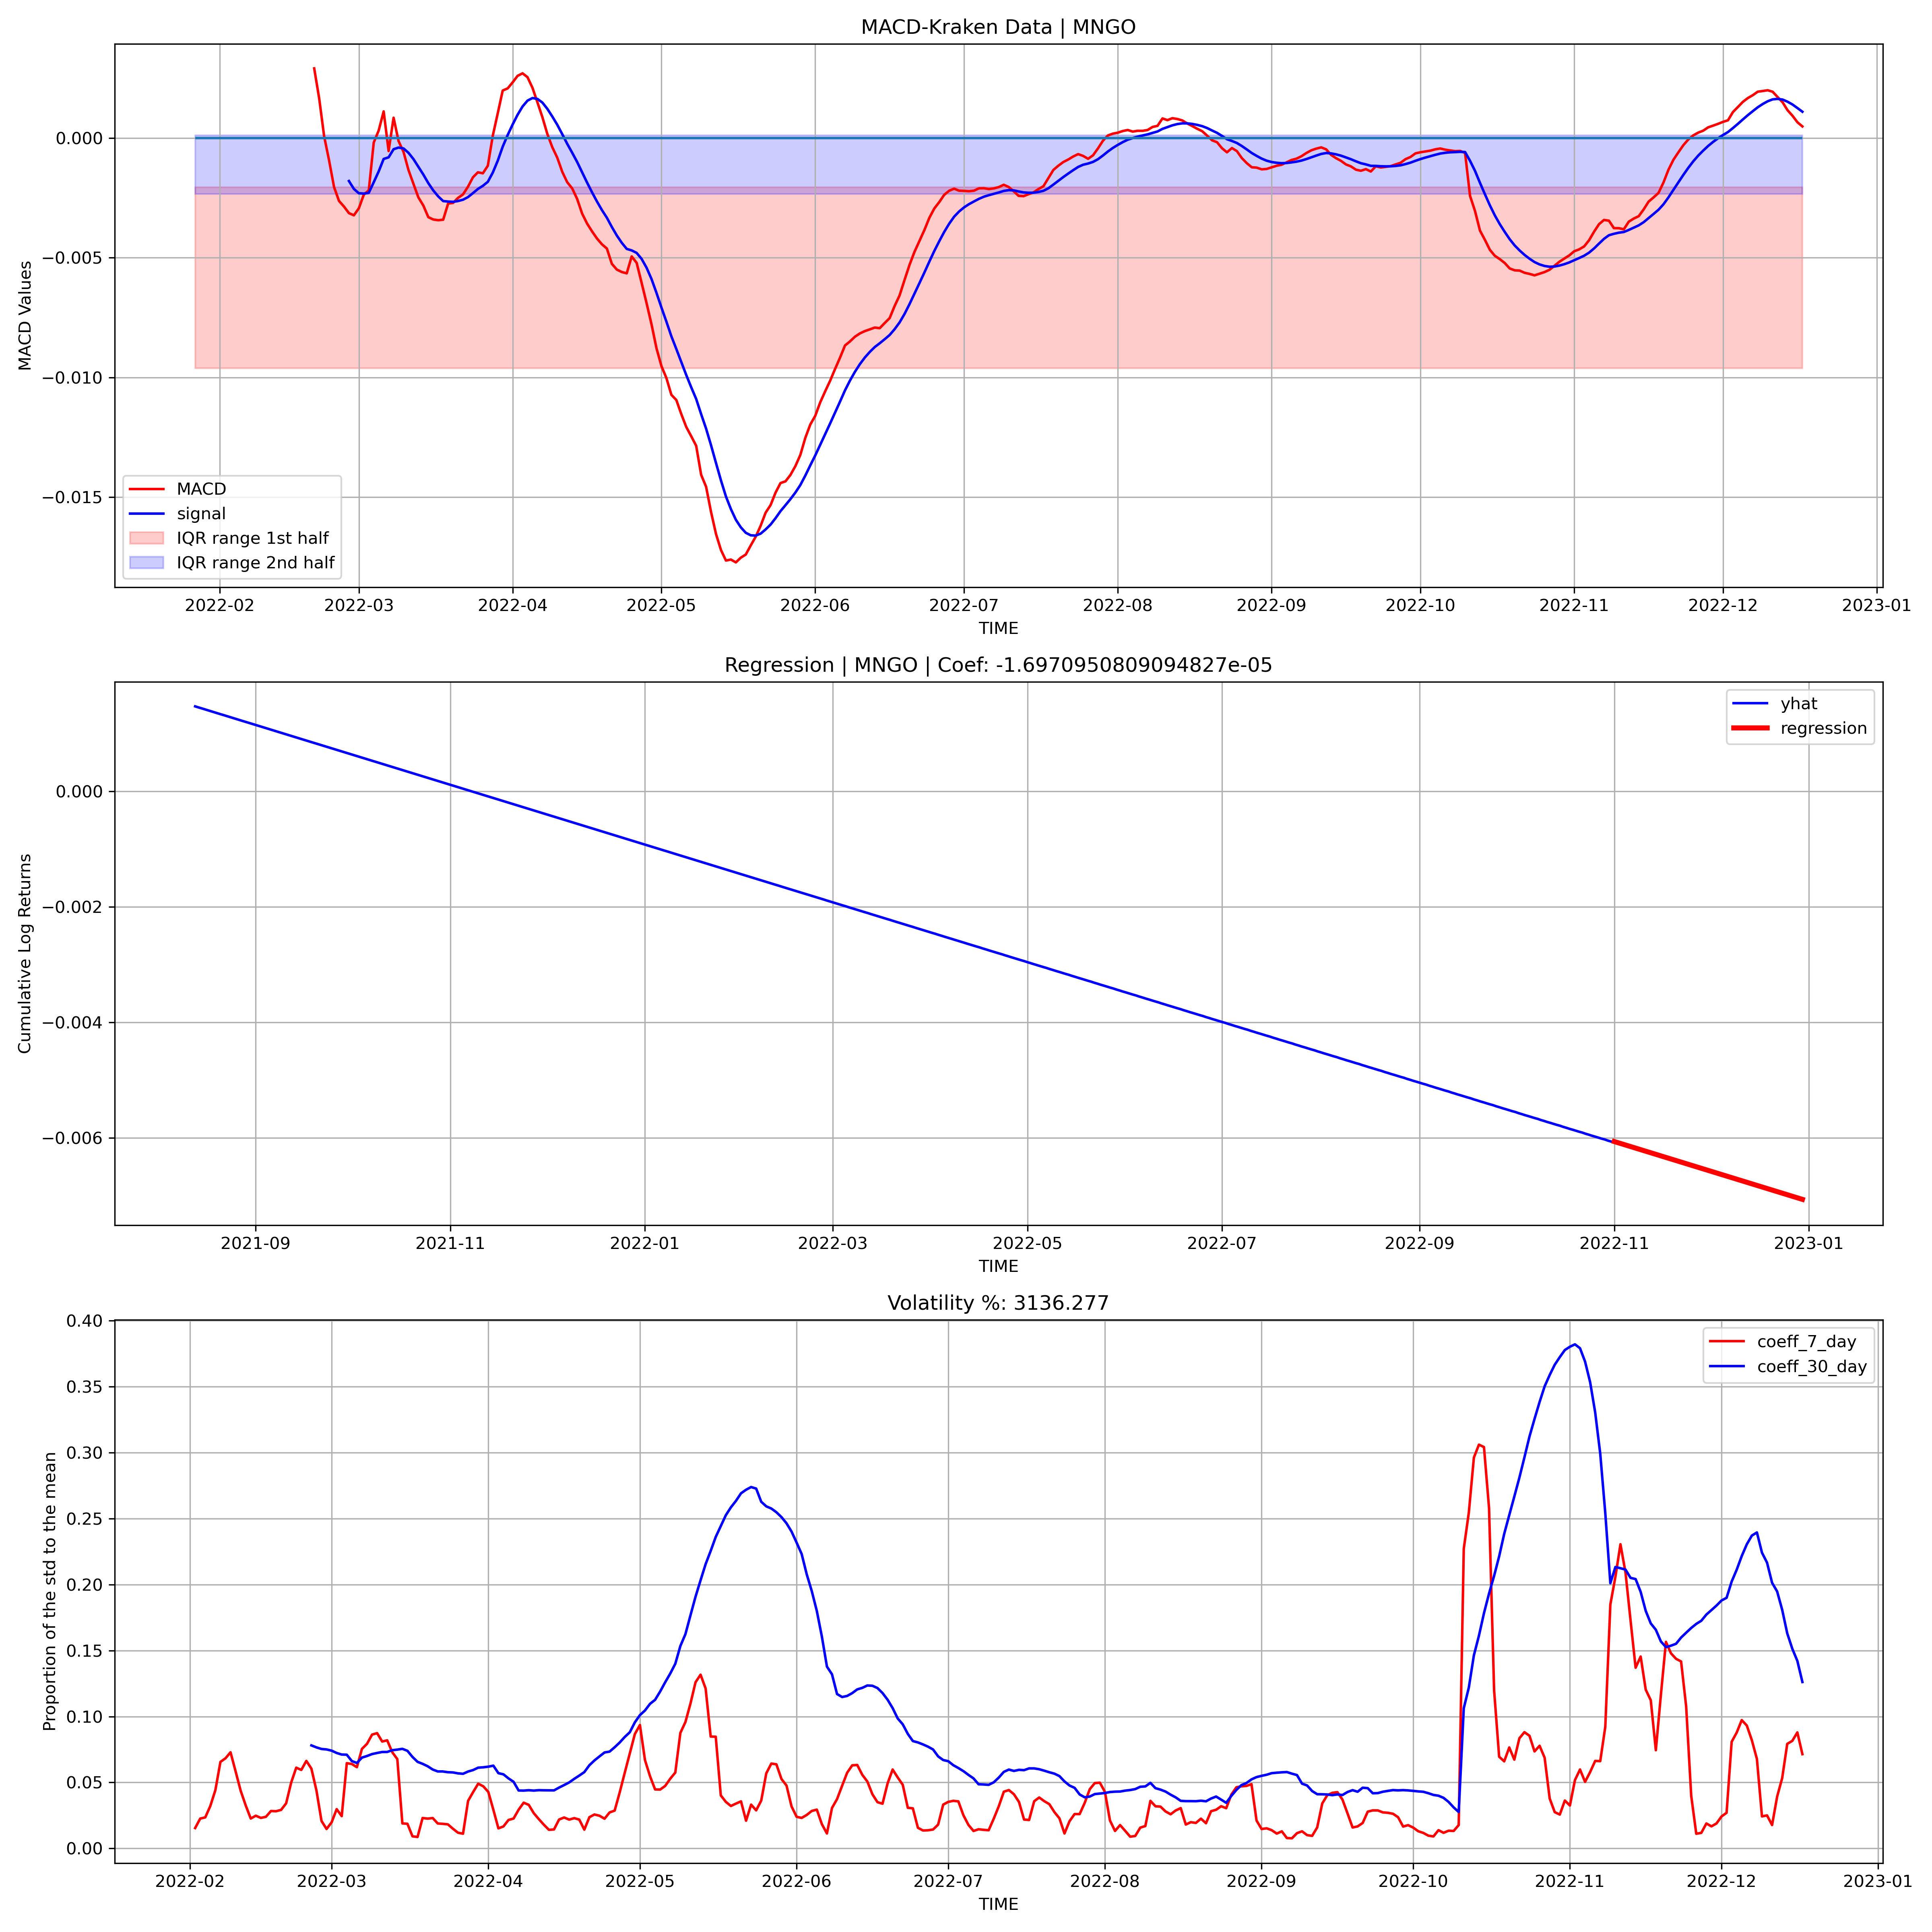 MACD-Kraken Data | MNGO
MACD Values
0.000
−0.005
−0.010
−0.015
MACD
signal
IQR range 1st half
IQR range 2nd half
2022-02 2022-03 2022-04 2022-05 2022-06 2022-07 2022-08 2022-09 2022-10 2022-11 2022-12 2023-01
TIME
Regression | MNGO | Coef: -1.6970950809094827e-05
Cumulative Log Returns
0.000
−0.002
−0.004
−0.006
yhat
regression
2021-09 2021-11 2022-01 2022-03 2022-05 2022-07 2022-09 2022-11 2023-01
TIME
Volatility %: 3136.277
Proportion of the std to the mean
0.40
0.35
0.30
0.25
0.20
0.15
0.10
0.05
0.00
coeff_7_day
coeff_30_day
2022-02 2022-03 2022-04 2022-05 2022-06 2022-07 2022-08 2022-09 2022-10 2022-11 2022-12 2023-01
TIME